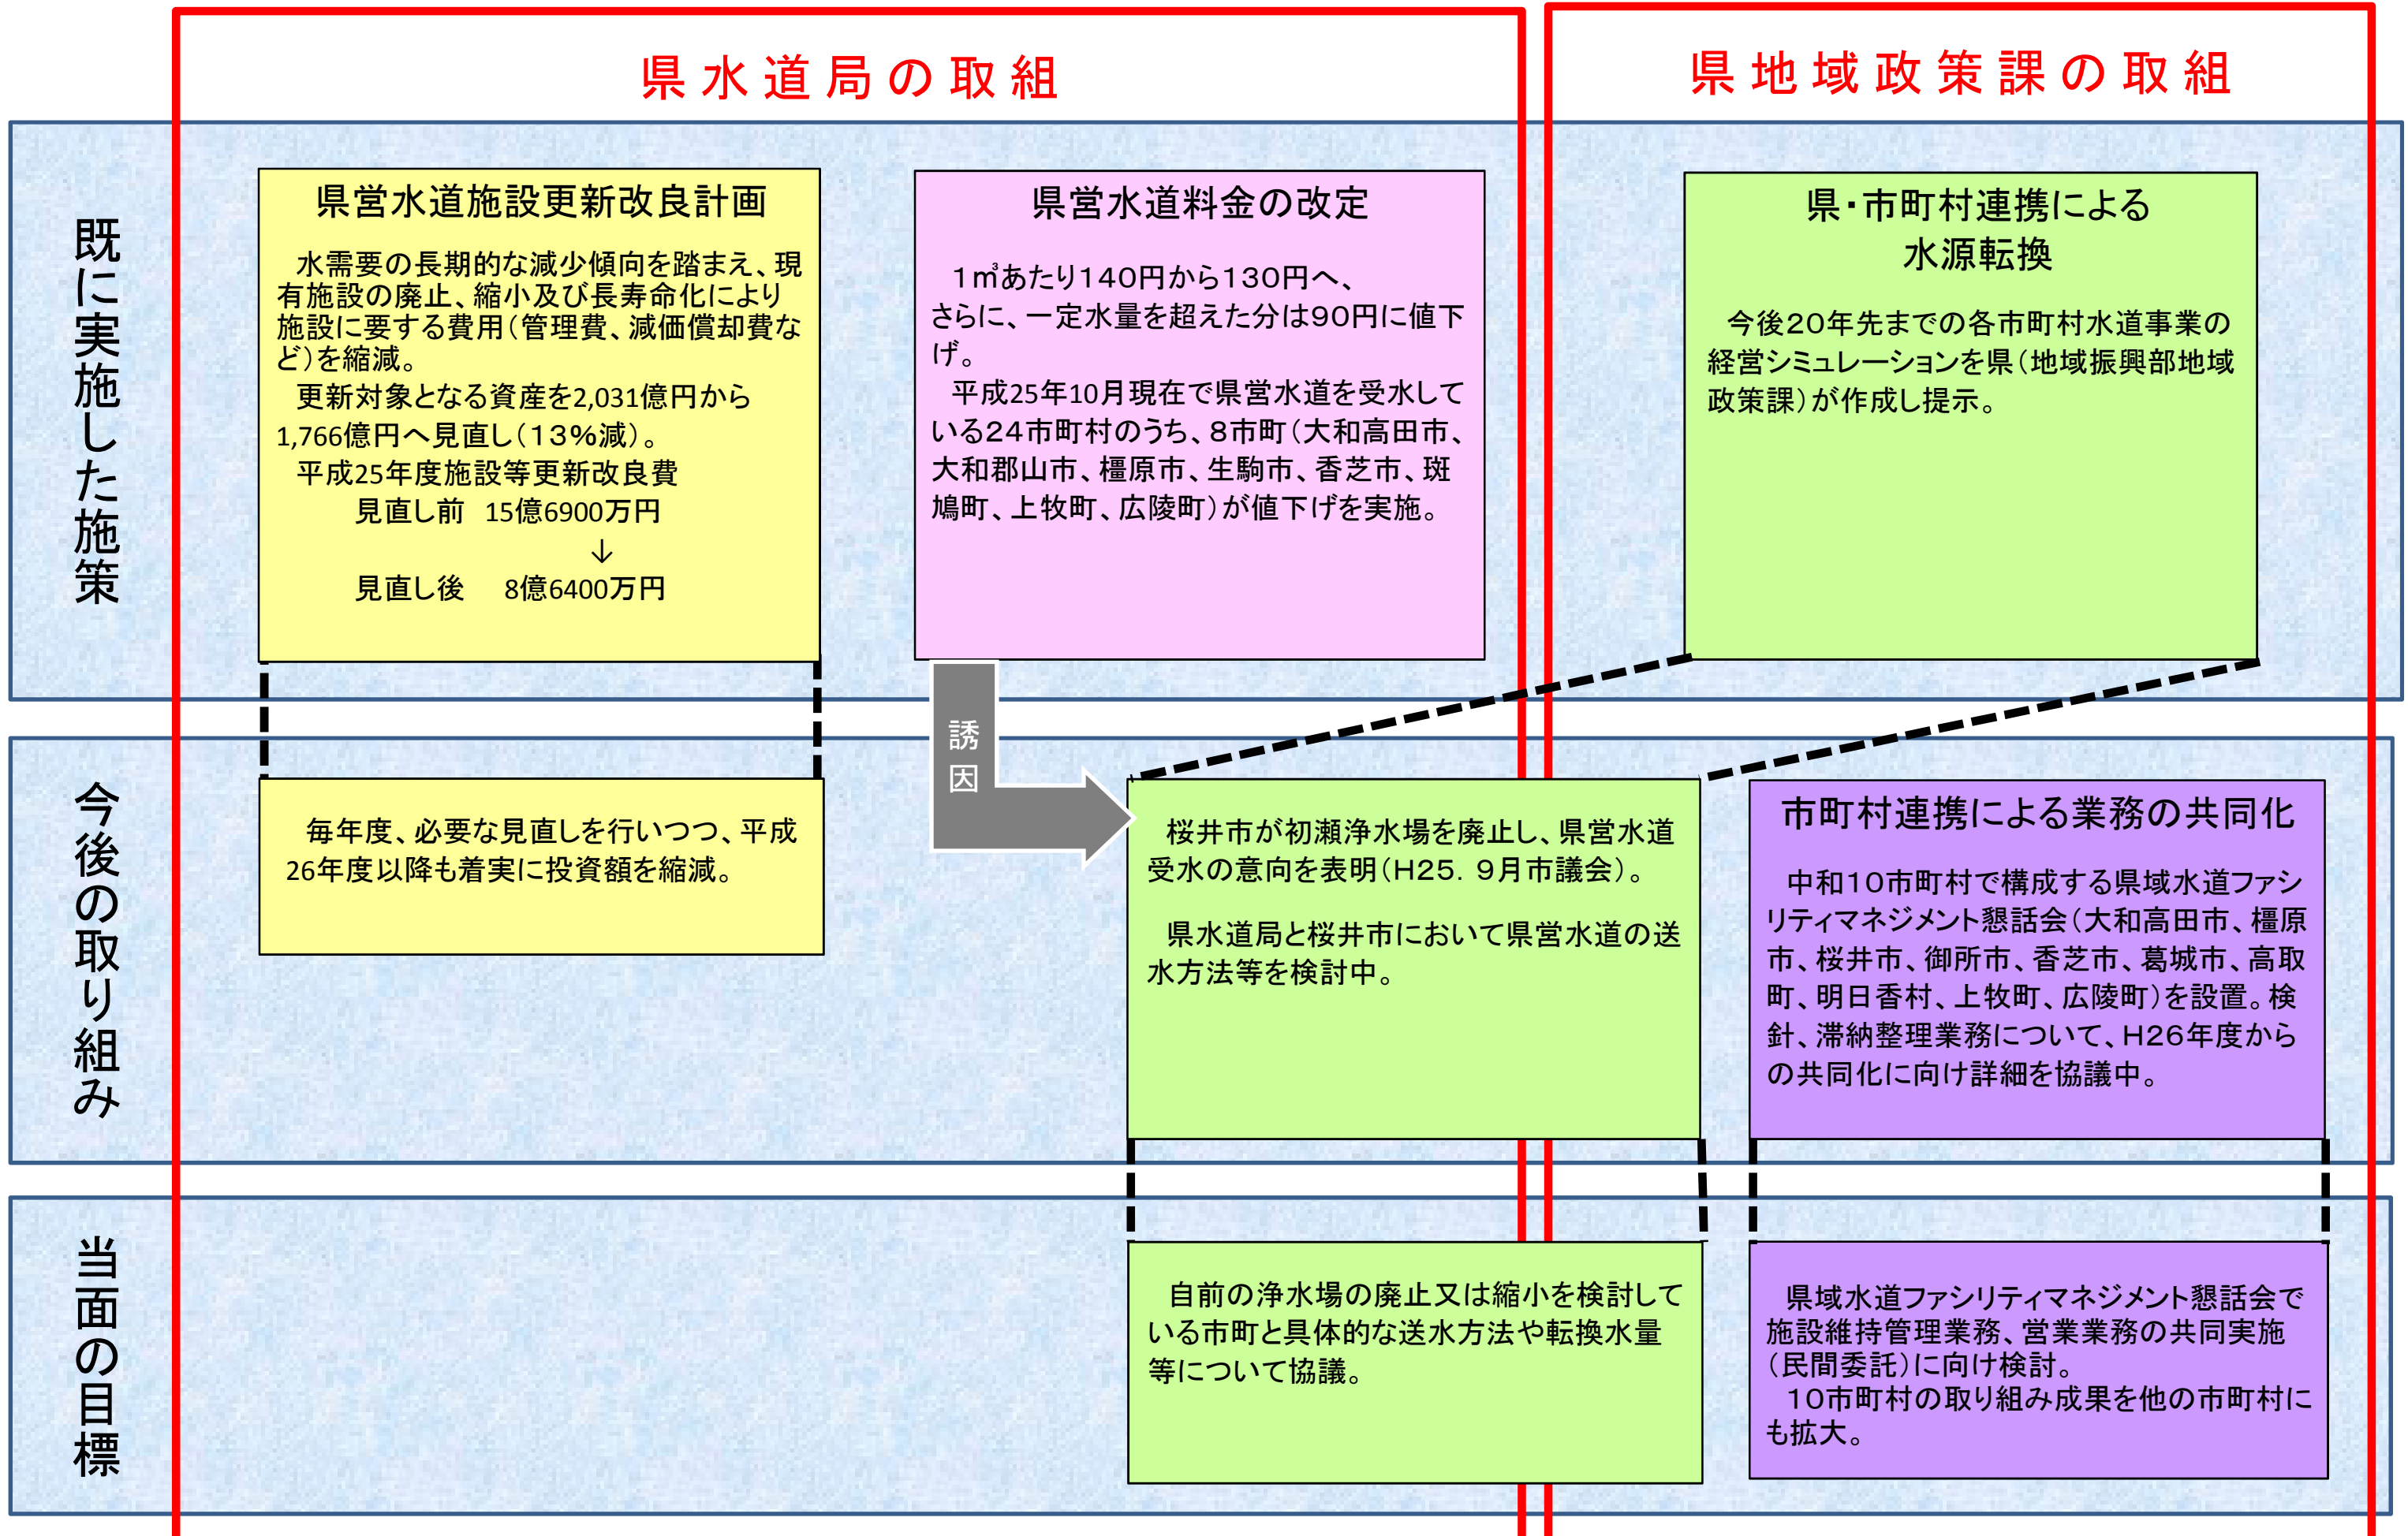 県水道局の取組
県地域政策課の取組
既に実施した施策
県営水道施設更新改良計画
水需要の長期的な減少傾向を踏まえ、現
有施設の廃止、縮小及び長寿命化により
施設に要する費用（管理費、減価償却費な
ど）を縮減。
更新対象となる資産を2,031億円から
1,766億円へ見直し（１３％減）。
平成25年度施設等更新改良費
見直し前 15億6900万円
↓
見直し後 8億6400万円
県営水道料金の改定
１㎥あたり１４０円から１３０円へ、
さらに、一定水量を超えた分は９０円に値下
げ。
平成25年10月現在で県営水道を受水して
いる２４市町村のうち、８市町（大和高田市、
大和郡山市、橿原市、生駒市、香芝市、斑
鳩町、上牧町、広陵町）が値下げを実施。
県・市町村連携による
水源転換
今後２０年先までの各市町村水道事業の
経営シミュレーションを県（地域振興部地域
政策課）が作成し提示。
誘
因
今後の取り組み
毎年度、必要な見直しを行いつつ、平成
26年度以降も着実に投資額を縮減。
桜井市が初瀬浄水場を廃止し、県営水道
受水の意向を表明（Ｈ２５．９月市議会）。
県水道局と桜井市において県営水道の送
水方法等を検討中。
市町村連携による業務の共同化
中和１０市町村で構成する県域水道ファシ
リティマネジメント懇話会（大和高田市、橿原
市、桜井市、御所市、香芝市、葛城市、高取
町、明日香村、上牧町、広陵町）を設置。検
針、滞納整理業務について、Ｈ２６年度から
の共同化に向け詳細を協議中。
当面の目標
自前の浄水場の廃止又は縮小を検討して
いる市町と具体的な送水方法や転換水量
等について協議。
県域水道ファシリティマネジメント懇話会で
施設維持管理業務、営業業務の共同実施
（民間委託）に向け検討。
１０市町村の取り組み成果を他の市町村に
も拡大。